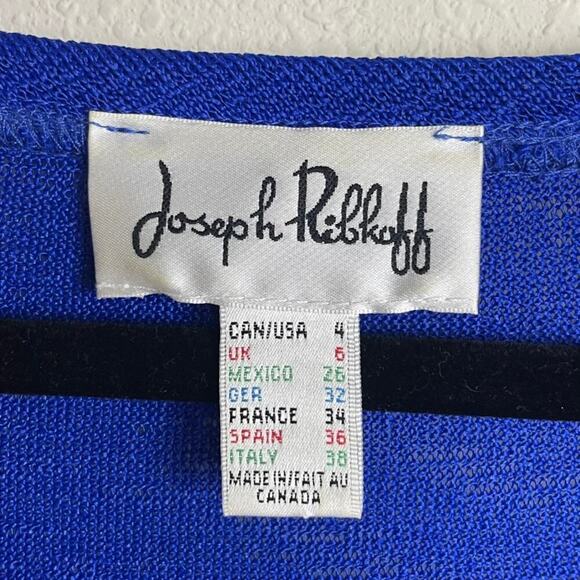 Joseph Ribkoff
CAN/USA 4
UK 6
MEXICO 26
GER 32
FRANCE 34
SPAIN 36
ITALY 38
MADE IN/FAIT AU
CANADA